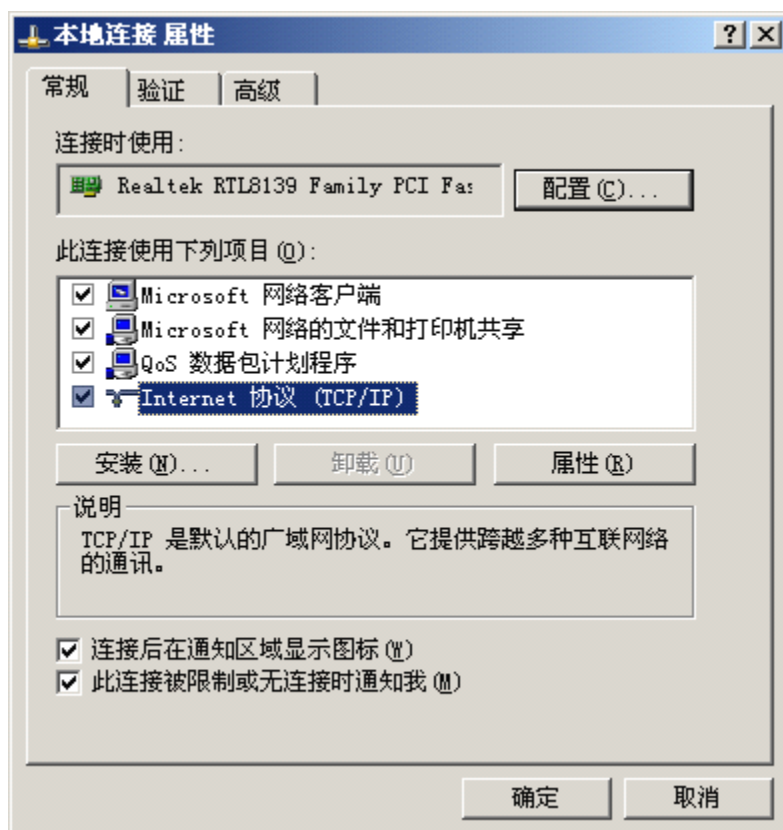 本地连接 属性
常规 验证 高级
连接时使用:
Realtek RTL8139 Family PCI Fas 配置(C)...
此连接使用下列项目(O):
Microsoft 网络客户端
Microsoft 网络的文件和打印机共享
QoS 数据包计划程序
Internet 协议 (TCP/IP)
安装(N)... 卸载(U) 属性(R)
说明
TCP/IP 是默认的广域网协议。它提供跨越多种互联网络
的通讯。
连接后在通知区域显示图标(W)
此连接被限制或无连接时通知我(M)
确定 取消